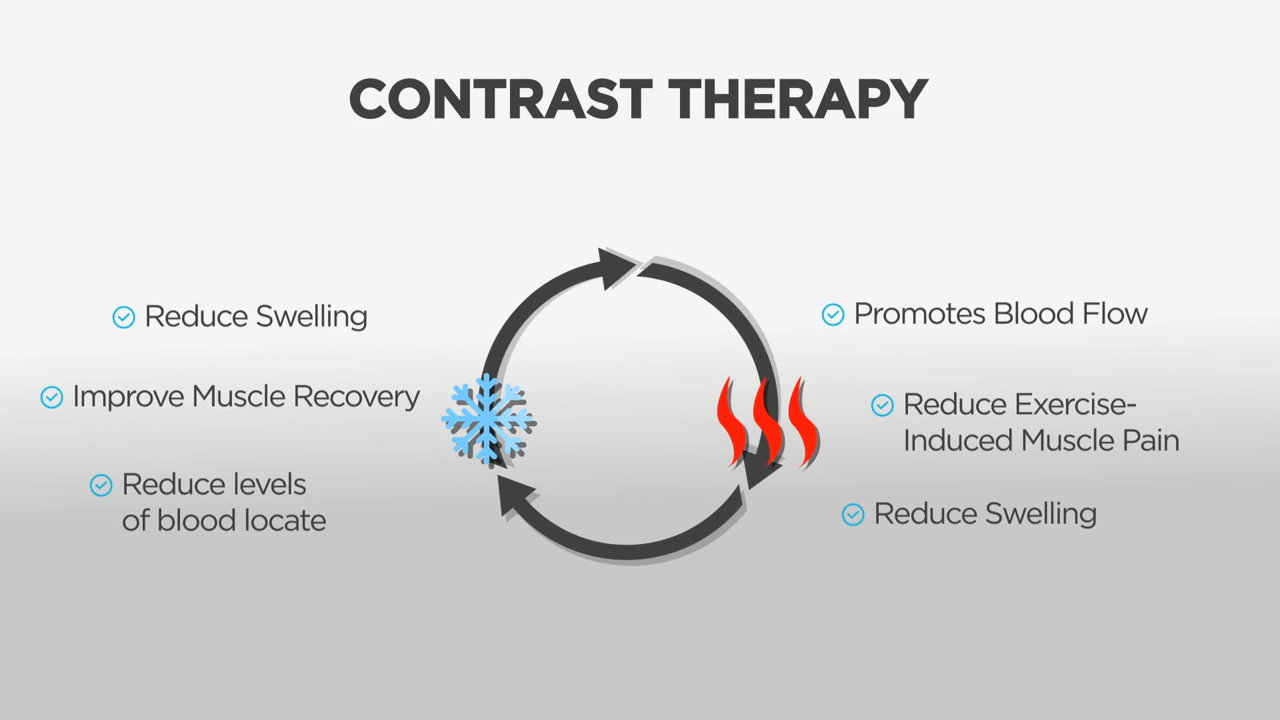 CONTRAST THERAPY
Reduce Swelling
Improve Muscle Recovery
Reduce levels
of blood locate
Promotes Blood Flow
Reduce Exercise-
Induced Muscle Pain
Reduce Swelling